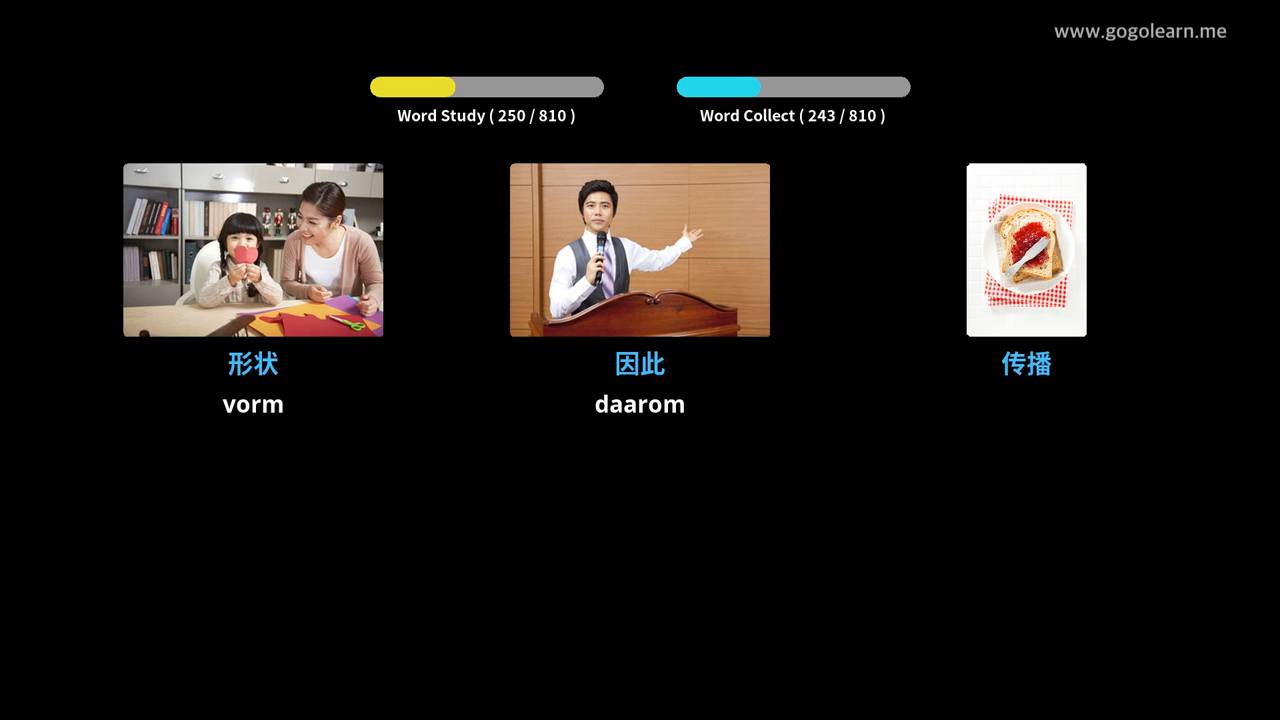 www.gogolearn.me
Word Study ( 250 / 810 )
Word Collect ( 243 / 810 )
形状
因此
传播
vorm
daarom